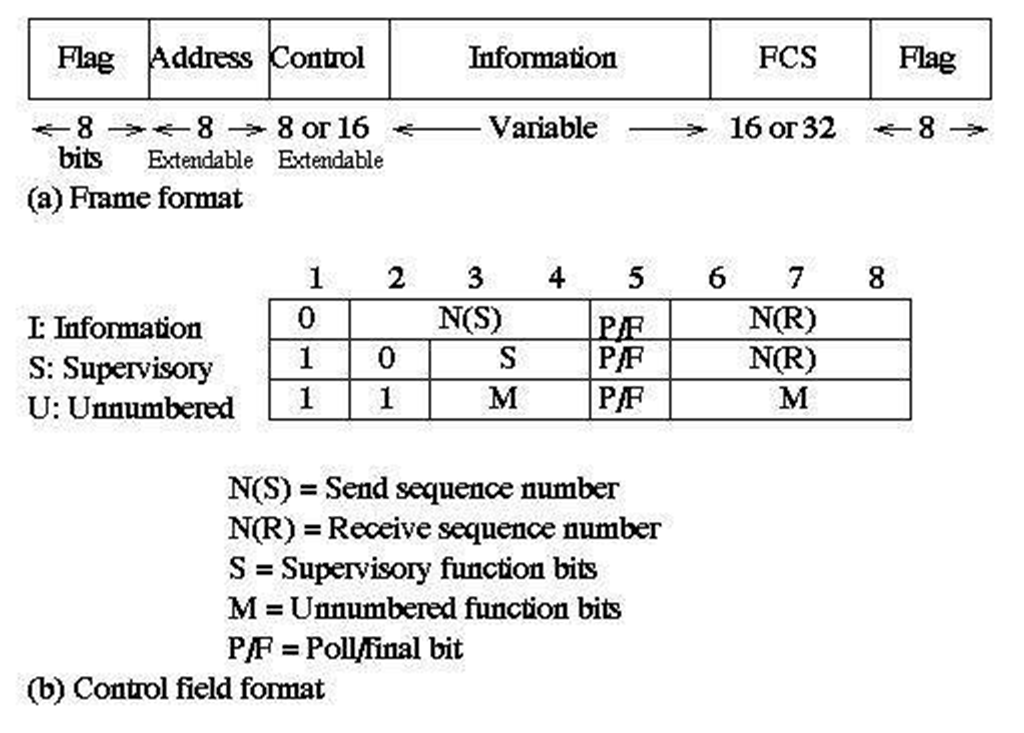 Flag Address Control Information FCS Flag
8 8 8 or 16 Variable 16 or 32 8
bits Extendable Extendable
(a) Frame format
1 2 3 4 5 6 7 8
I: Information 0 N(S) P/F N(R)
S: Supervisory 1 0 S P/F N(R)
U: Unnumbered 1 1 M P/F M
N(S) = Send sequence number
N(R) = Receive sequence number
S = Supervisory function bits
M = Unnumbered function bits
P/F = Poll/final bit
(b) Control field format